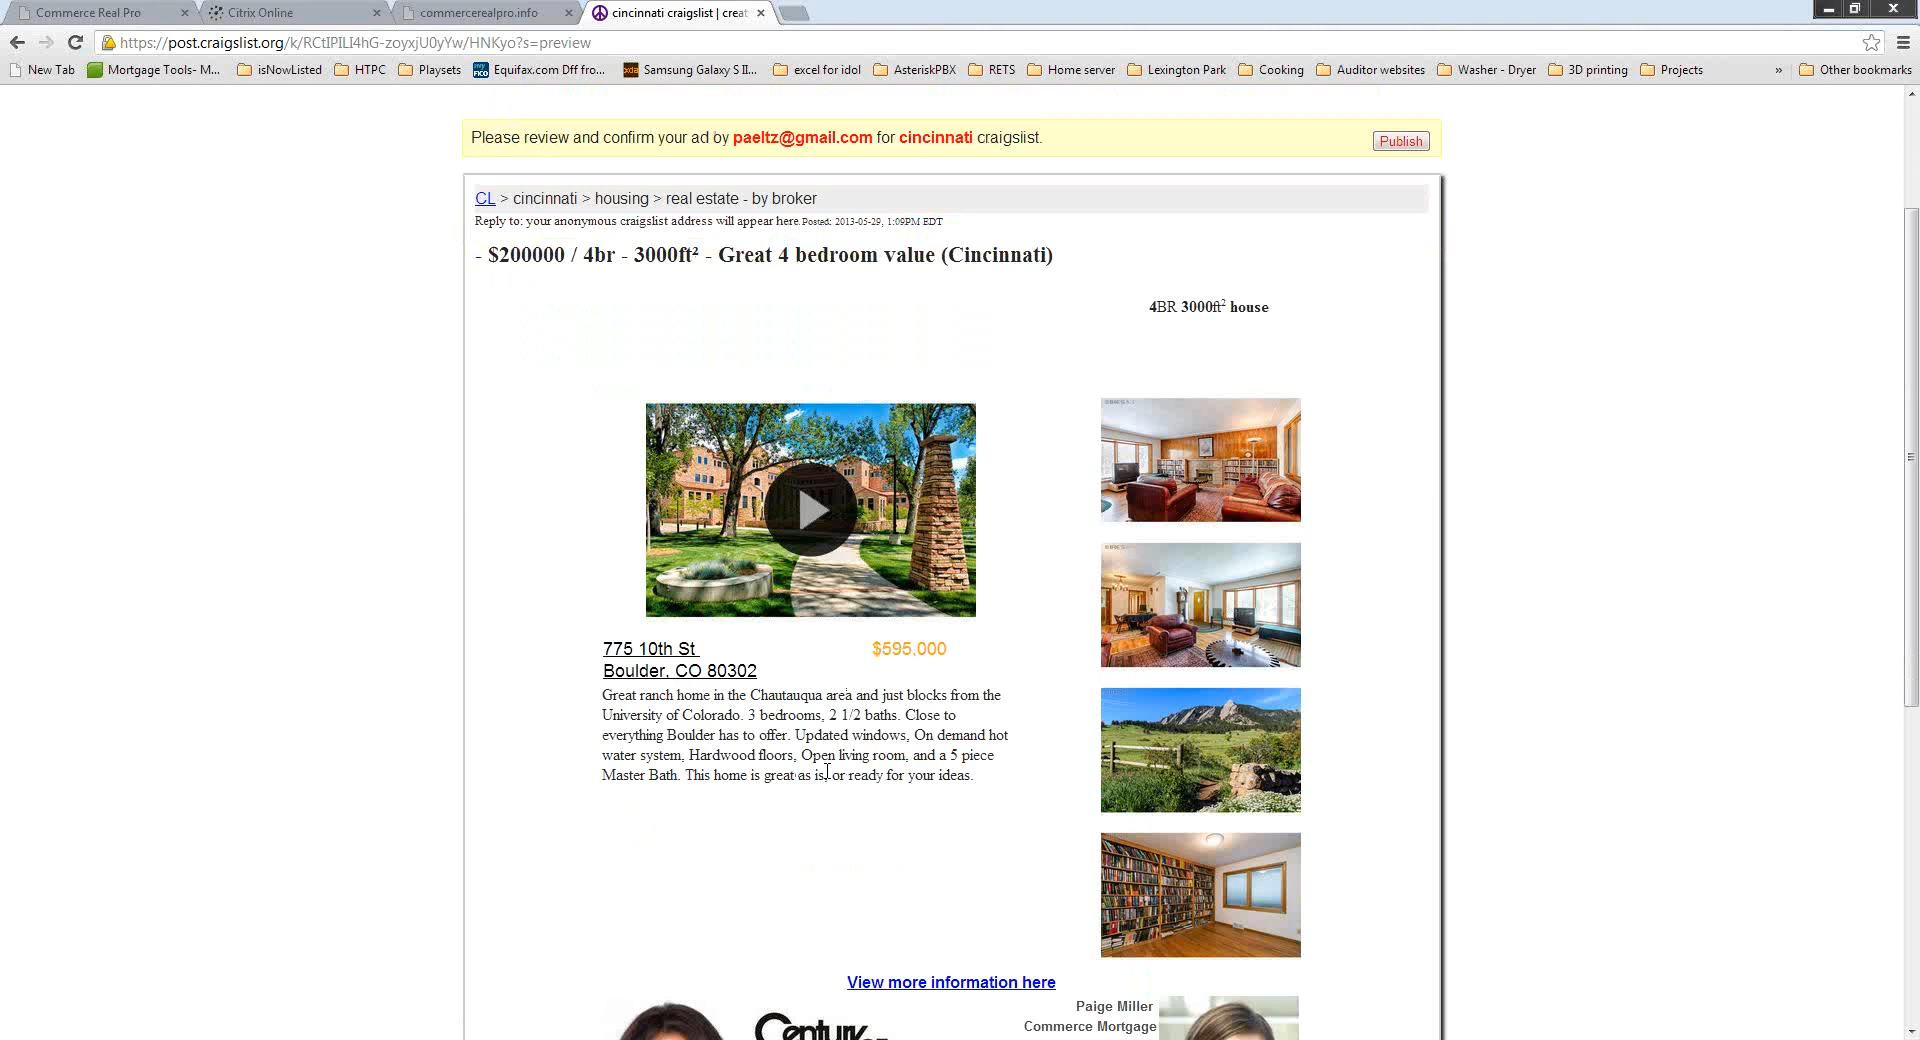 Commerce Real Pro
Citrix Online
commercerealpro.info
cincinnati craigslist | creat
https://post.craigslist.org/k/RCtIPILI4hG-zoyxjU0yYw/HNKyo?s=preview
New Tab
Mortgage Tools- M...
isNowListed
HTPC
Playsets
Equifax.com Dff fro...
Samsung Galaxy S II...
excel for idol
AsteriskPBX
RETS
Home server
Lexington Park
Cooking
Auditor websites
Washer - Dryer
3D printing
Projects
»
Other bookmarks
Please review and confirm your ad by paeltz@gmail.com for cincinnati craigslist.
Publish
CL > cincinnati > housing > real estate - by broker
Reply to: your anonymous craigslist address will appear here Posted: 2013-05-29, 1:09PM EDT
- $200000 / 4br - 3000ft² - Great 4 bedroom value (Cincinnati)
4BR 3000ft² house
775 10th St
$595,000
Boulder, CO 80302
Great ranch home in the Chautauqua area and just blocks from the
University of Colorado. 3 bedrooms, 2 1/2 baths. Close to
everything Boulder has to offer. Updated windows, On demand hot
water system, Hardwood floors, Open living room, and a 5 piece
Master Bath. This home is great as is, or ready for your ideas.
View more information here
Paige Miller
Commerce Mortgage
Century